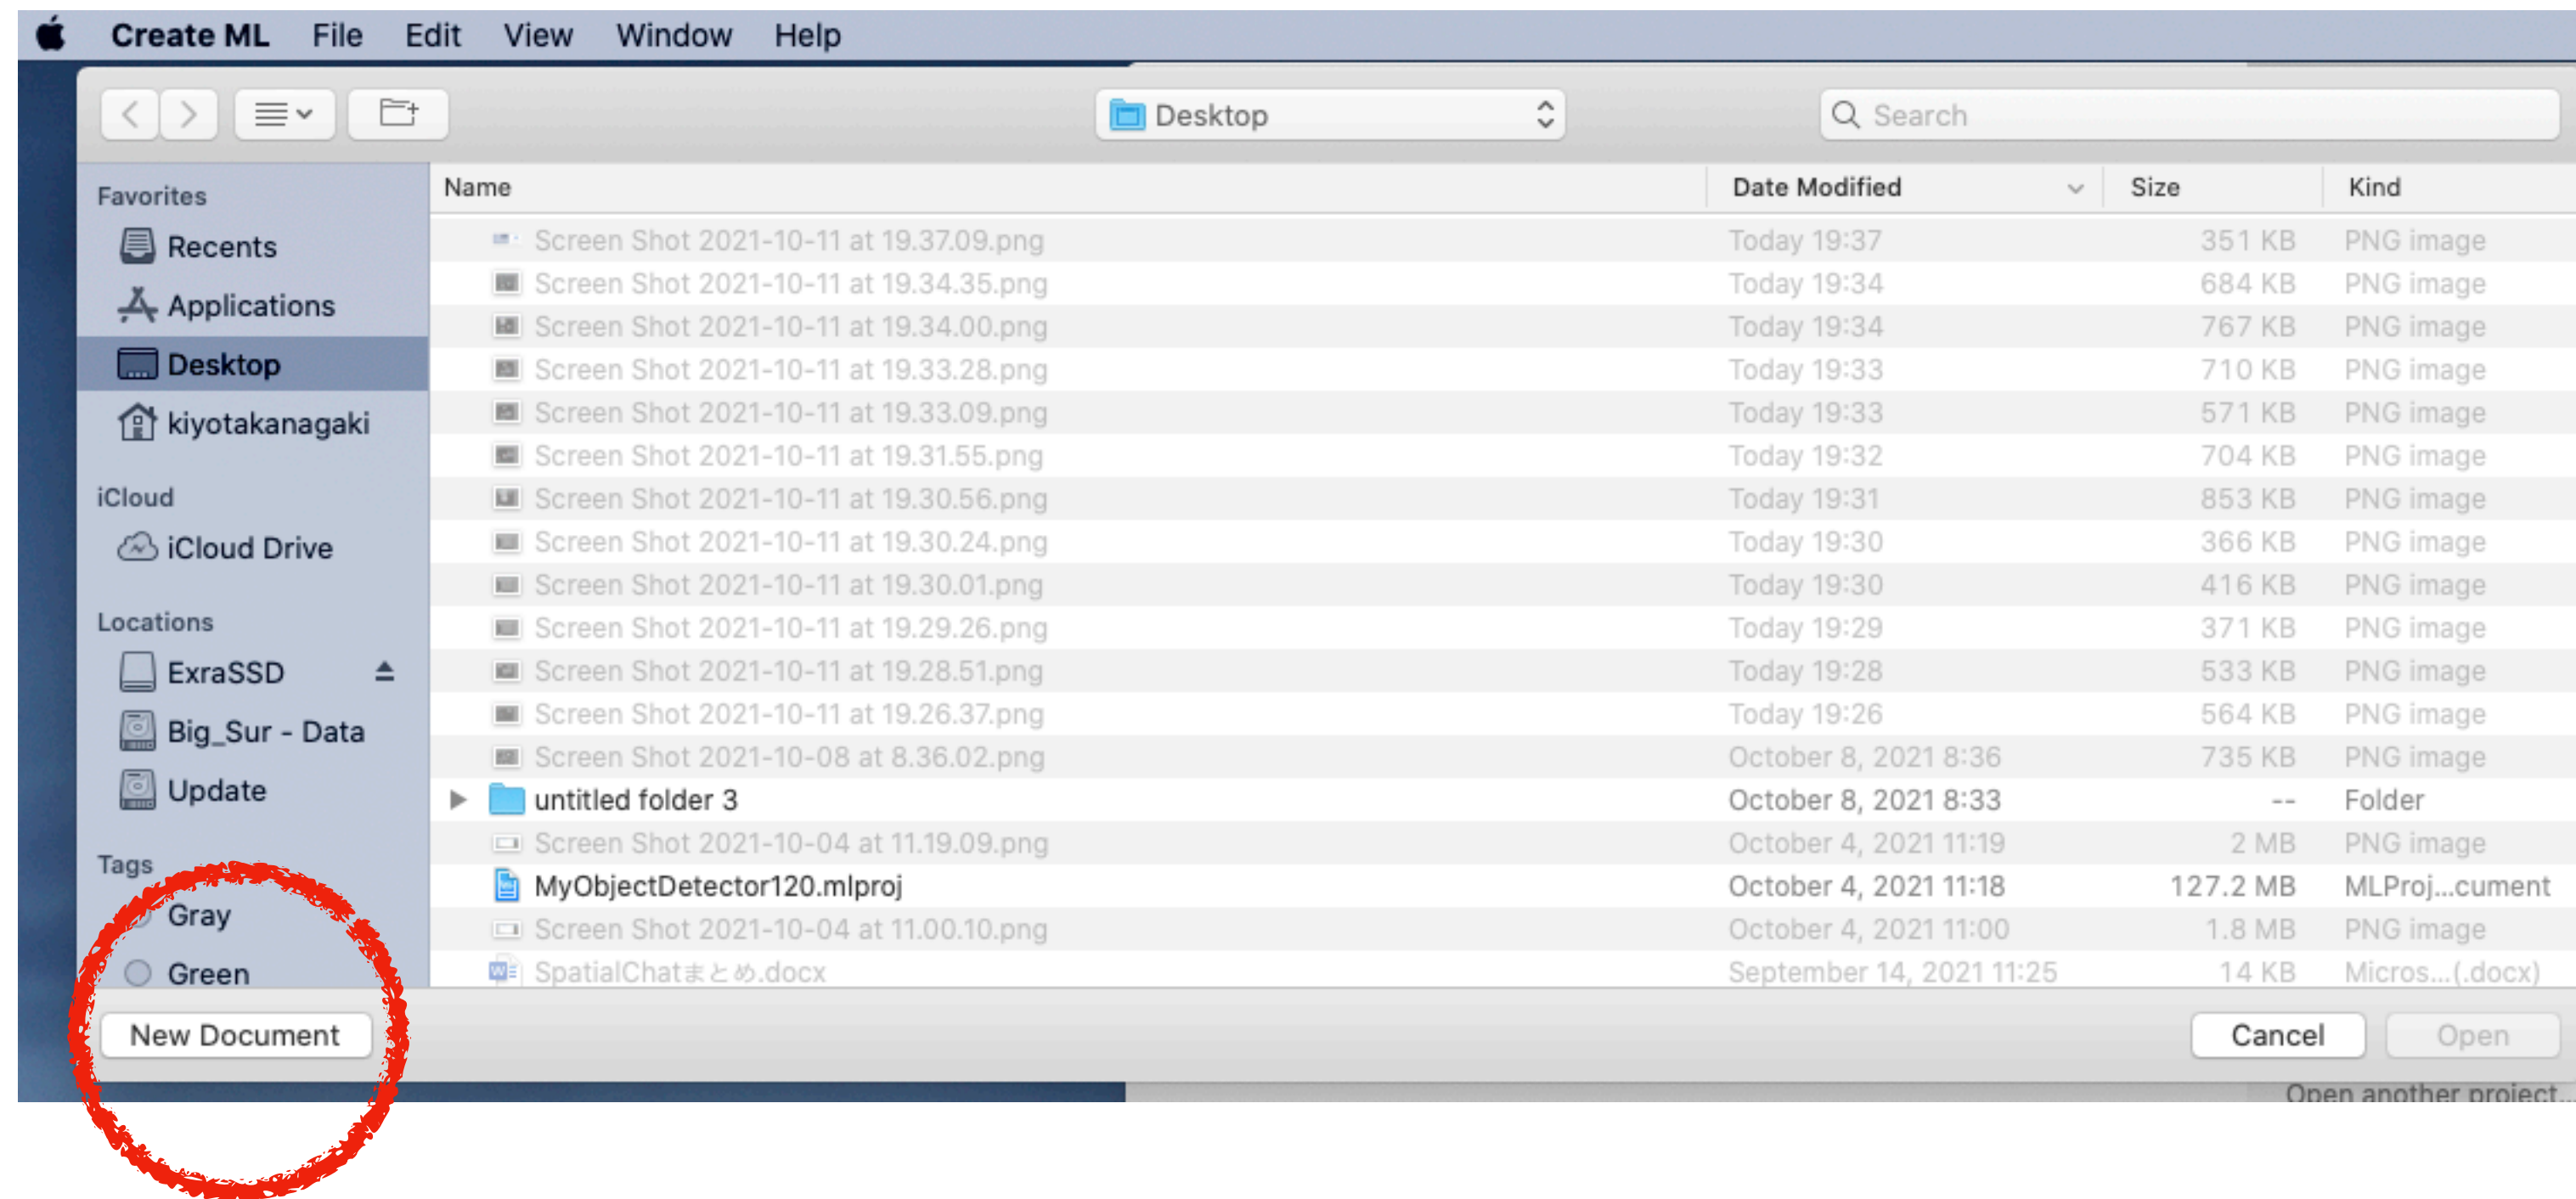 Create ML File Edit View Window Help
Desktop
Search
Favorites
Recents
Applications
Desktop
kiyotakanagaki
iCloud
iCloud Drive
Locations
ExraSSD
Big_Sur - Data
Update
Tags
Gray
Green
Name Date Modified Size Kind
Screen Shot 2021-10-11 at 19.37.09.png Today 19:37 351 KB PNG image
Screen Shot 2021-10-11 at 19.34.35.png Today 19:34 684 KB PNG image
Screen Shot 2021-10-11 at 19.34.00.png Today 19:34 767 KB PNG image
Screen Shot 2021-10-11 at 19.33.28.png Today 19:33 710 KB PNG image
Screen Shot 2021-10-11 at 19.33.09.png Today 19:33 571 KB PNG image
Screen Shot 2021-10-11 at 19.31.55.png Today 19:32 704 KB PNG image
Screen Shot 2021-10-11 at 19.30.56.png Today 19:31 853 KB PNG image
Screen Shot 2021-10-11 at 19.30.24.png Today 19:30 366 KB PNG image
Screen Shot 2021-10-11 at 19.30.01.png Today 19:30 416 KB PNG image
Screen Shot 2021-10-11 at 19.29.26.png Today 19:29 371 KB PNG image
Screen Shot 2021-10-11 at 19.28.51.png Today 19:28 533 KB PNG image
Screen Shot 2021-10-11 at 19.26.37.png Today 19:26 564 KB PNG image
Screen Shot 2021-10-08 at 8.36.02.png October 8, 2021 8:36 735 KB PNG image
untitled folder 3 October 8, 2021 8:33 -- Folder
Screen Shot 2021-10-04 at 11.19.09.png October 4, 2021 11:19 2 MB PNG image
MyObjectDetector120.mlproj October 4, 2021 11:18 127.2 MB MLProj...cument
Screen Shot 2021-10-04 at 11.00.10.png October 4, 2021 11:00 1.8 MB PNG image
SpatialChatまとめ.docx September 14, 2021 11:25 14 KB Micros...(.docx)
New Document Cancel Open
Open another project...